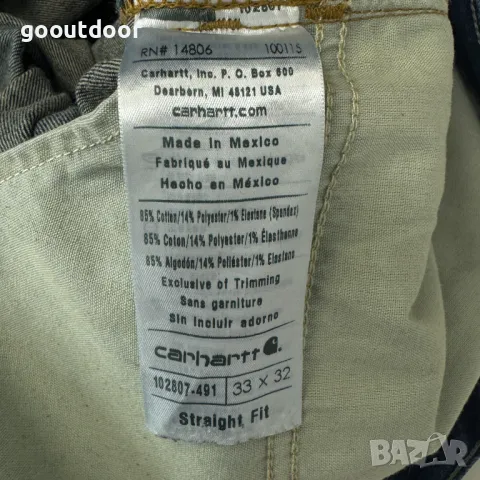 gooutdoor
102807
RN# 14806 100115
Carhartt, Inc. P. O. Box 600
Dearborn, MI 48121 USA
carhartt.com
Made in Mexico
Fabriqué au Mexique
Hecho en México
85% Cotton/14% Polyester/1% Elastane (Spandex)
85% Coton/14% Polyester/1% Élasthanne
85% Algodón/14% Poliéster/1% Elastano
Exclusive of Trimming
Sans garniture
Sin incluir adorno
carhartt
102807-491 33 x 32
Straight Fit
BAZAR